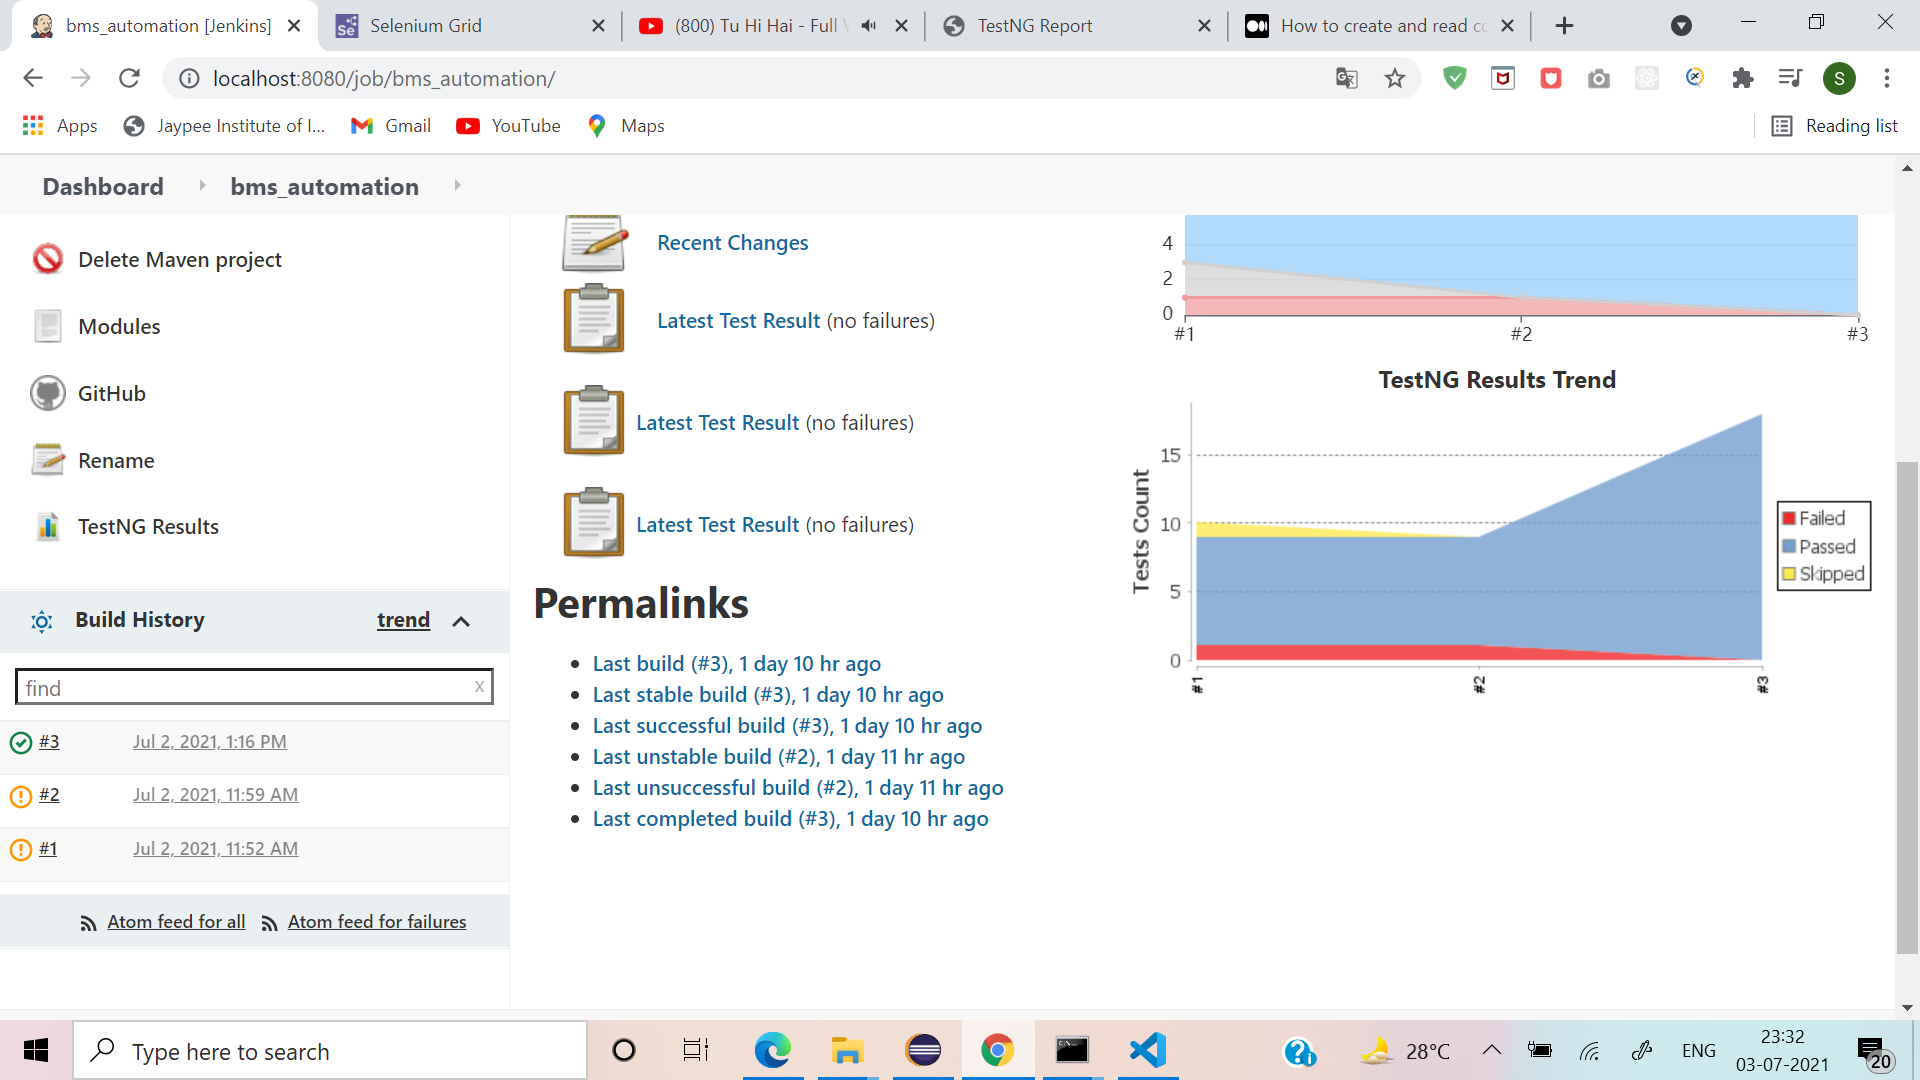 bms_automation [Jenkins]
Selenium Grid
(800) Tu Hi Hai - Full
TestNG Report
How to create and read co
localhost:8080/job/bms_automation/
S
Apps
Jaypee Institute of I...
Gmail
YouTube
Maps
Reading list
Dashboard
bms_automation
Delete Maven project
Modules
GitHub
Rename
TestNG Results
Build History
trend
find
x
#3
Jul 2, 2021, 1:16 PM
#2
Jul 2, 2021, 11:59 AM
#1
Jul 2, 2021, 11:52 AM
Atom feed for all
Atom feed for failures
Recent Changes
Latest Test Result (no failures)
Latest Test Result (no failures)
Latest Test Result (no failures)
Permalinks
Last build (#3), 1 day 10 hr ago
Last stable build (#3), 1 day 10 hr ago
Last successful build (#3), 1 day 10 hr ago
Last unstable build (#2), 1 day 11 hr ago
Last unsuccessful build (#2), 1 day 11 hr ago
Last completed build (#3), 1 day 10 hr ago
4
2
0
#1
#2
#3
TestNG Results Trend
Tests Count
15
10
5
0
#1
#2
#3
Failed
Passed
Skipped
Type here to search
28°C
ENG
23:32
03-07-2021
20